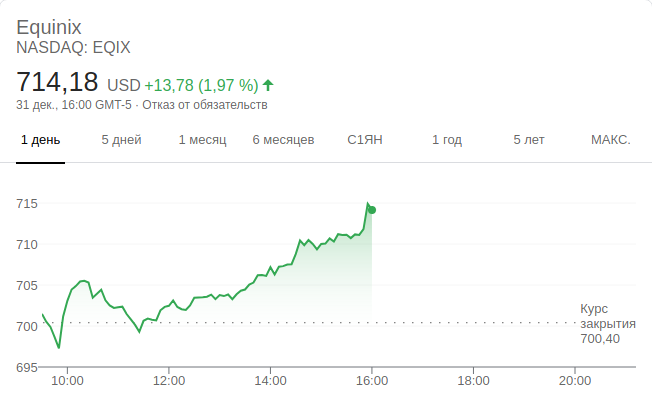 Equinix
NASDAQ: EQIX
714,18 USD +13,78 (1,97 %)
31 дек., 16:00 GMT-5 · Отказ от обязательств
1 день 5 дней 1 месяц 6 месяцев С1ЯН 1 год 5 лет МАКС.
715
710
705
700
695
Курс
закрытия
700,40
10:00 12:00 14:00 16:00 18:00 20:00